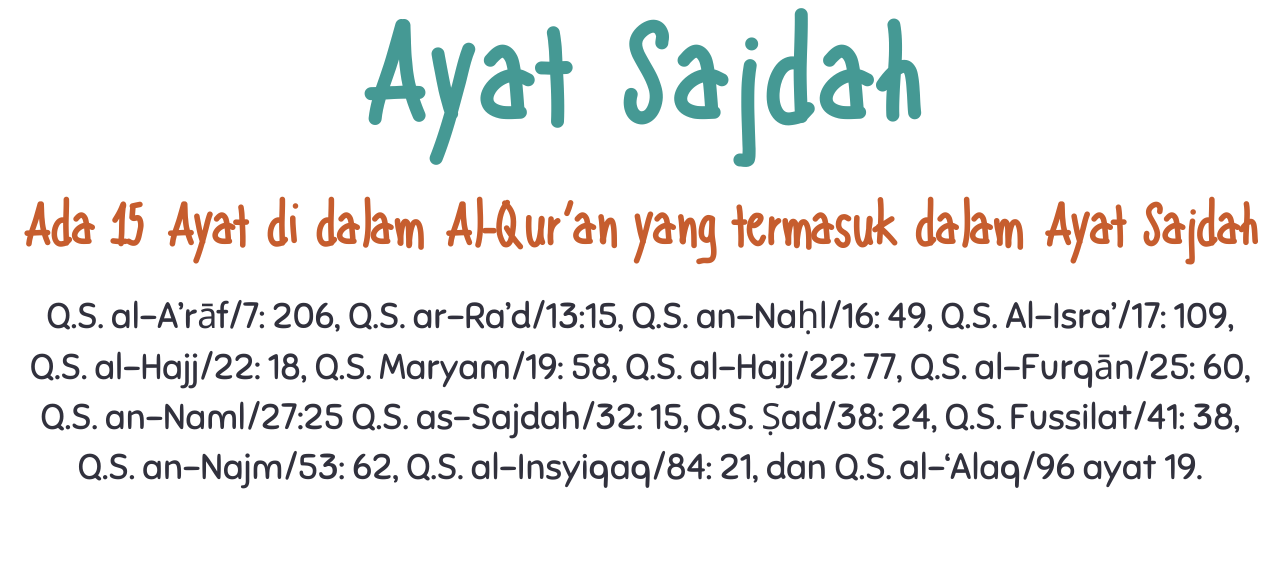 Ayat Sajdah
Ada 15 Ayat di dalam Al-Qur’an yang termasuk dalam Ayat Sajdah
Q.S. al-A’rāf/7: 206, Q.S. ar-Ra’d/13:15, Q.S. an-Naḥl/16: 49, Q.S. Al-Isra’/17: 109,
Q.S. al-Hajj/22: 18, Q.S. Maryam/19: 58, Q.S. al-Hajj/22: 77, Q.S. al-Furqān/25: 60,
Q.S. an-Naml/27:25 Q.S. as-Sajdah/32: 15, Q.S. Ṣad/38: 24, Q.S. Fussilat/41: 38,
Q.S. an-Najm/53: 62, Q.S. al-Insyiqaq/84: 21, dan Q.S. al-‘Alaq/96 ayat 19.